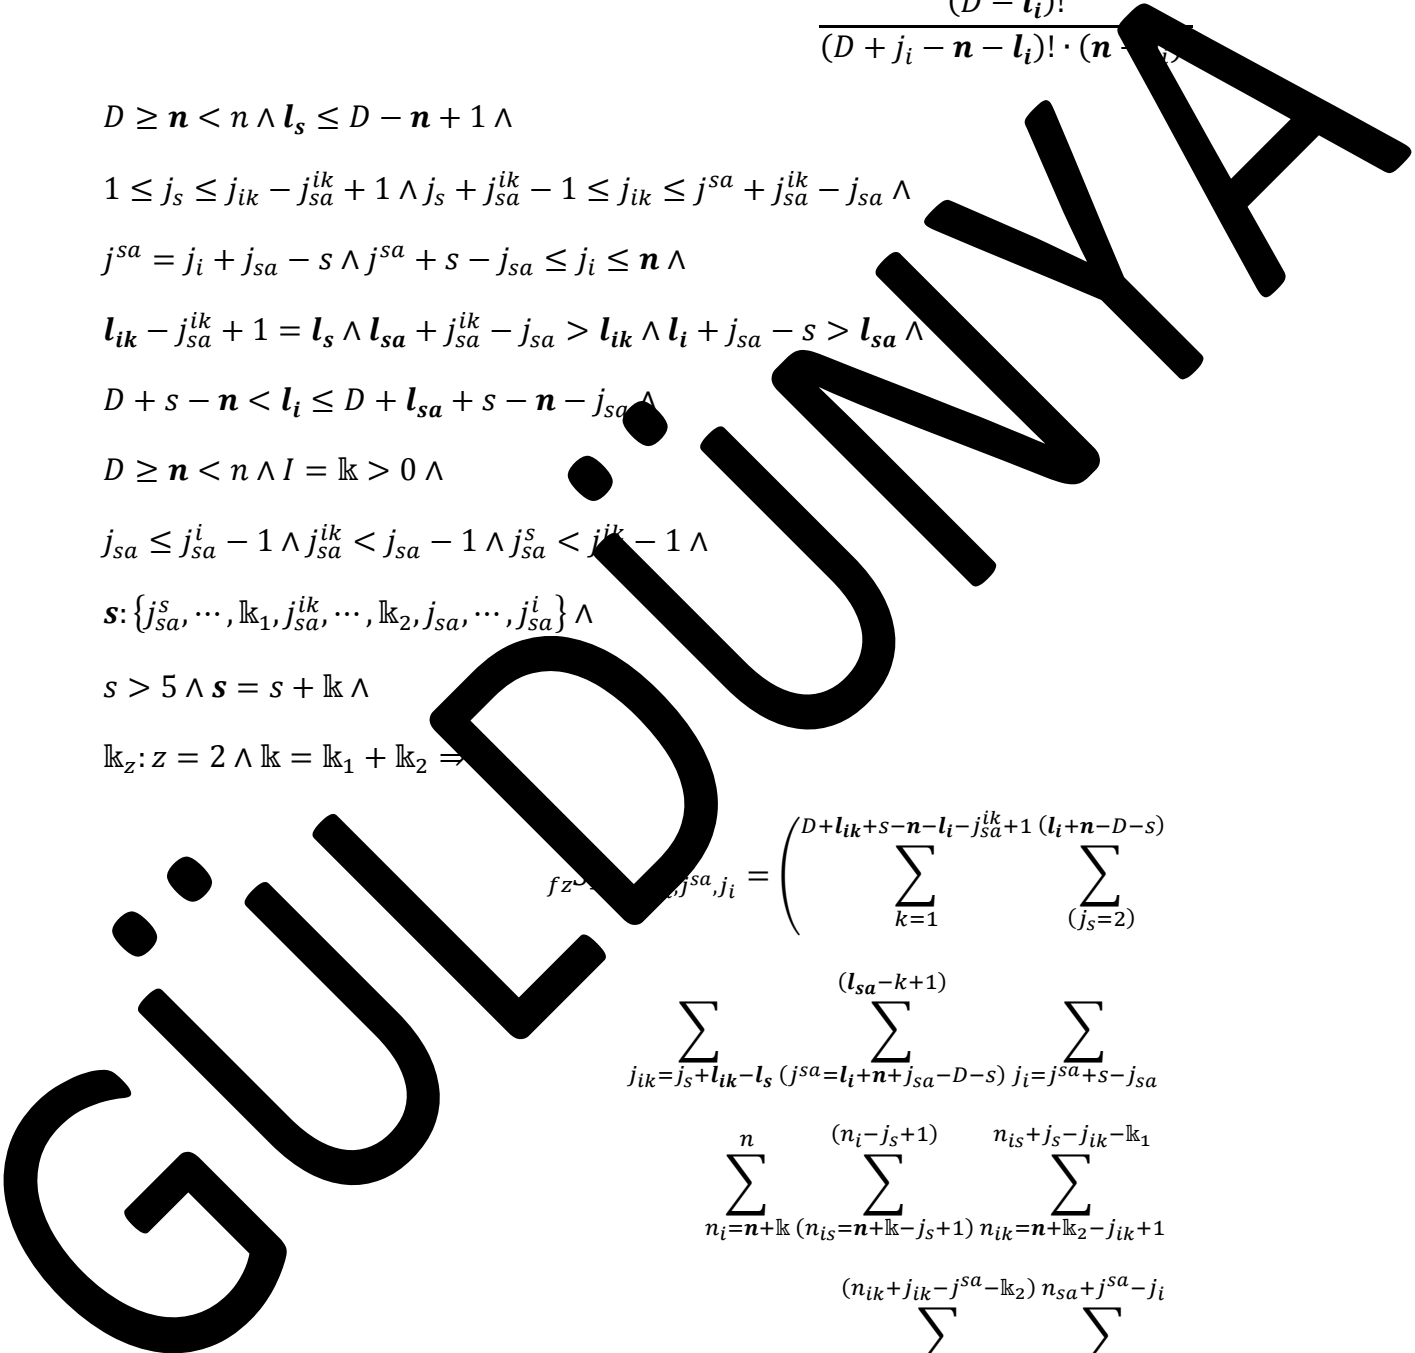 (D − l_i)!
(D + j_i − n − l_i)! · (n −
D ≥ n < n ∧ l_s ≤ D − n + 1 ∧
1 ≤ j_s ≤ j_{ik} − j_{sa}^{ik} + 1 ∧ j_s + j_{sa}^{ik} − 1 ≤ j_{ik} ≤ j^{sa} + j_{sa}^{ik} − j_{sa} ∧
j^{sa} = j_i + j_{sa} − s ∧ j^{sa} + s − j_{sa} ≤ j_i ≤ n ∧
l_{ik} − j_{sa}^{ik} + 1 = l_s ∧ l_{sa} + j_{sa}^{ik} − j_{sa} > l_{ik} ∧ l_i + j_{sa} − s > l_{sa} ∧
D + s − n < l_i ≤ D + l_{sa} + s − n − j_{sa} ∧
D ≥ n < n ∧ I = 𝕜 > 0 ∧
j_{sa} ≤ j_{sa}^{i} − 1 ∧ j_{sa}^{ik} < j_{sa} − 1 ∧ j_{sa}^{s} < j^{ik} − 1 ∧
s: {j_{sa}^{s}, ⋯ , 𝕜_1, j_{sa}^{ik}, ⋯ , 𝕜_2, j_{sa}, ⋯ , j_{sa}^{i}} ∧
s > 5 ∧ s = s + 𝕜 ∧
𝕜_z: z = 2 ∧ 𝕜 = 𝕜_1 + 𝕜_2 ⇒
fz ,j^{sa},j_i = ( ∑_{k=1}^{D+l_{ik}+s−n−l_i−j_{sa}^{ik}+1} ∑_{(j_s=2)}^{(l_i+n−D−s)}
∑_{j_{ik}=j_s+l_{ik}−l_s} ∑_{(j^{sa}=l_i+n+j_{sa}−D−s)}^{(l_{sa}−k+1)} ∑_{j_i=j^{sa}+s−j_{sa}}
∑_{n_i=n+𝕜}^{n} ∑_{(n_{is}=n+𝕜−j_s+1)}^{(n_i−j_s+1)} ∑_{n_{ik}=n+𝕜_2−j_{ik}+1}^{n_{is}+j_s−j_{ik}−𝕜_1}
∑^{(n_{ik}+j_{ik}−j^{sa}−𝕜_2)} ∑^{n_{sa}+j^{sa}−j_i}
GÜLDÜNYA